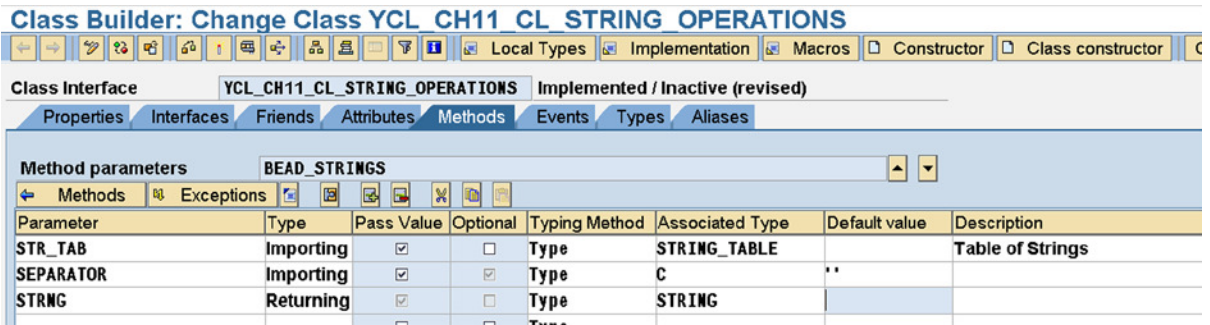 Class Builder: Change Class YCL_CH11_CL_STRING_OPERATIONS
Local Types Implementation Macros Constructor Class constructor
Class Interface YCL_CH11_CL_STRING_OPERATIONS Implemented / Inactive (revised)
Properties Interfaces Friends Attributes Methods Events Types Aliases
Method parameters BEAD_STRINGS
Methods Exceptions
Parameter Type Pass Value Optional Typing Method Associated Type Default value Description
STR_TAB Importing Type STRING_TABLE Table of Strings
SEPARATOR Importing Type C ' '
STRNG Returning Type STRING
Type